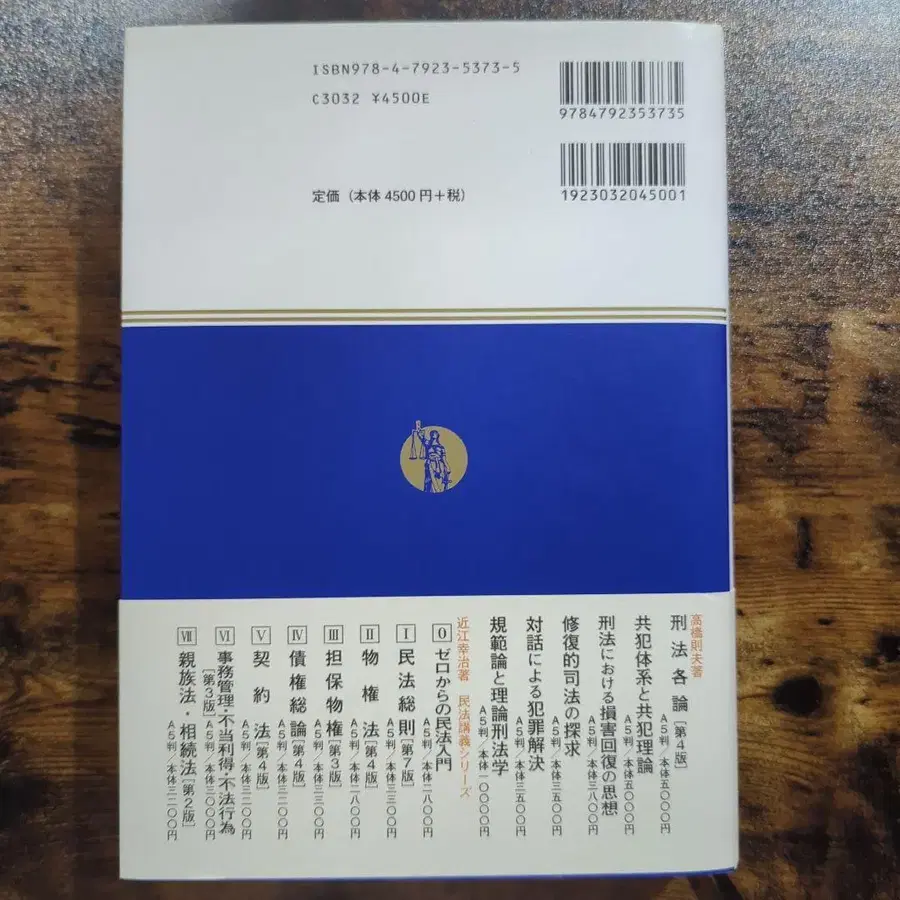 ISBN978-4-7923-5373-5
C3032 ¥4500E
定価（本体4500円＋税）
9784792353735
1923032045001
高橋則夫著
刑法各論［第4版］
A5判／本体五〇〇〇円
共犯体系と共犯理論
A5判／本体五〇〇〇円
刑法における損害回復の思想
A5判／本体三八〇〇円
修復的司法の探求
A5判／本体三五〇〇円
対話による犯罪解決
A5判／本体三五〇〇円
規範論と理論刑法学
A5判／本体一〇〇〇〇円
近江幸治著 民法講義シリーズ
0 ゼロからの民法入門
A5判／本体二八〇〇円
Ⅰ 民法総則［第7版］
A5判／本体三〇〇〇円
Ⅱ 物権法［第4版］
A5判／本体二八〇〇円
Ⅲ 担保物権［第3版］
A5判／本体三三〇〇円
Ⅳ 債権総論［第4版］
A5判／本体三二〇〇円
Ⅴ 契約法［第4版］
A5判／本体三二〇〇円
Ⅵ 事務管理・不当利得・不法行為
［第3版］ A5判／本体三〇〇〇円
Ⅶ 親族法・相続法［第2版］
A5判／本体三二〇〇円